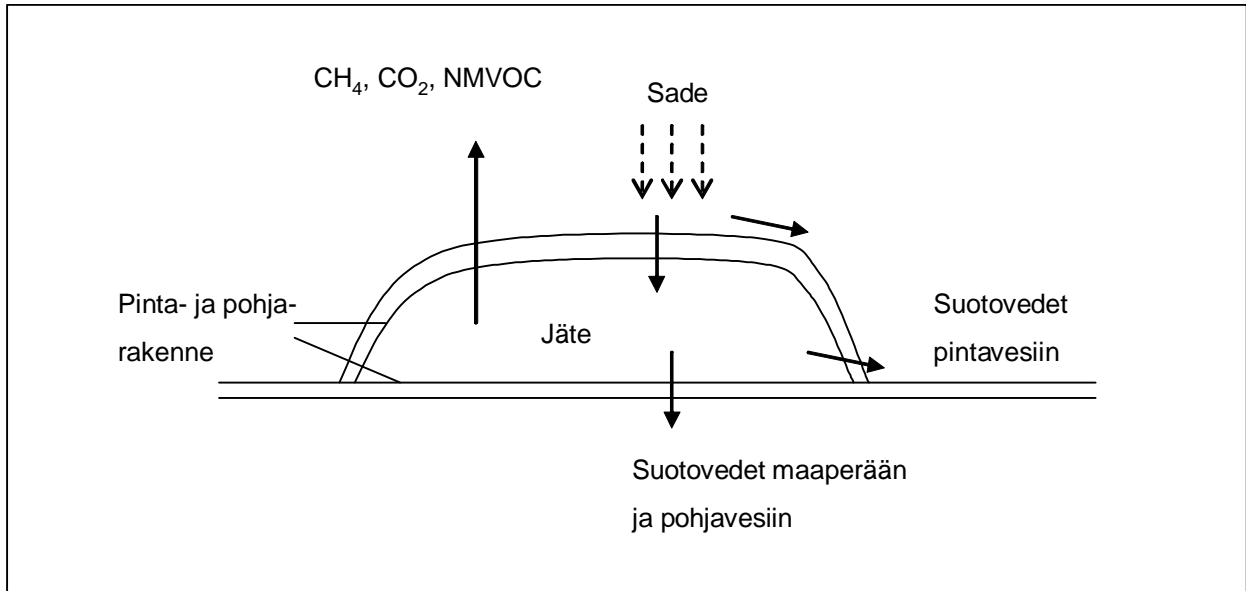 CH₄, CO₂, NMVOC
Sade
Pinta- ja pohja-
rakenne
Jäte
Suotovedet
pintavesiin
Suotovedet maaperään
ja pohjavesiin